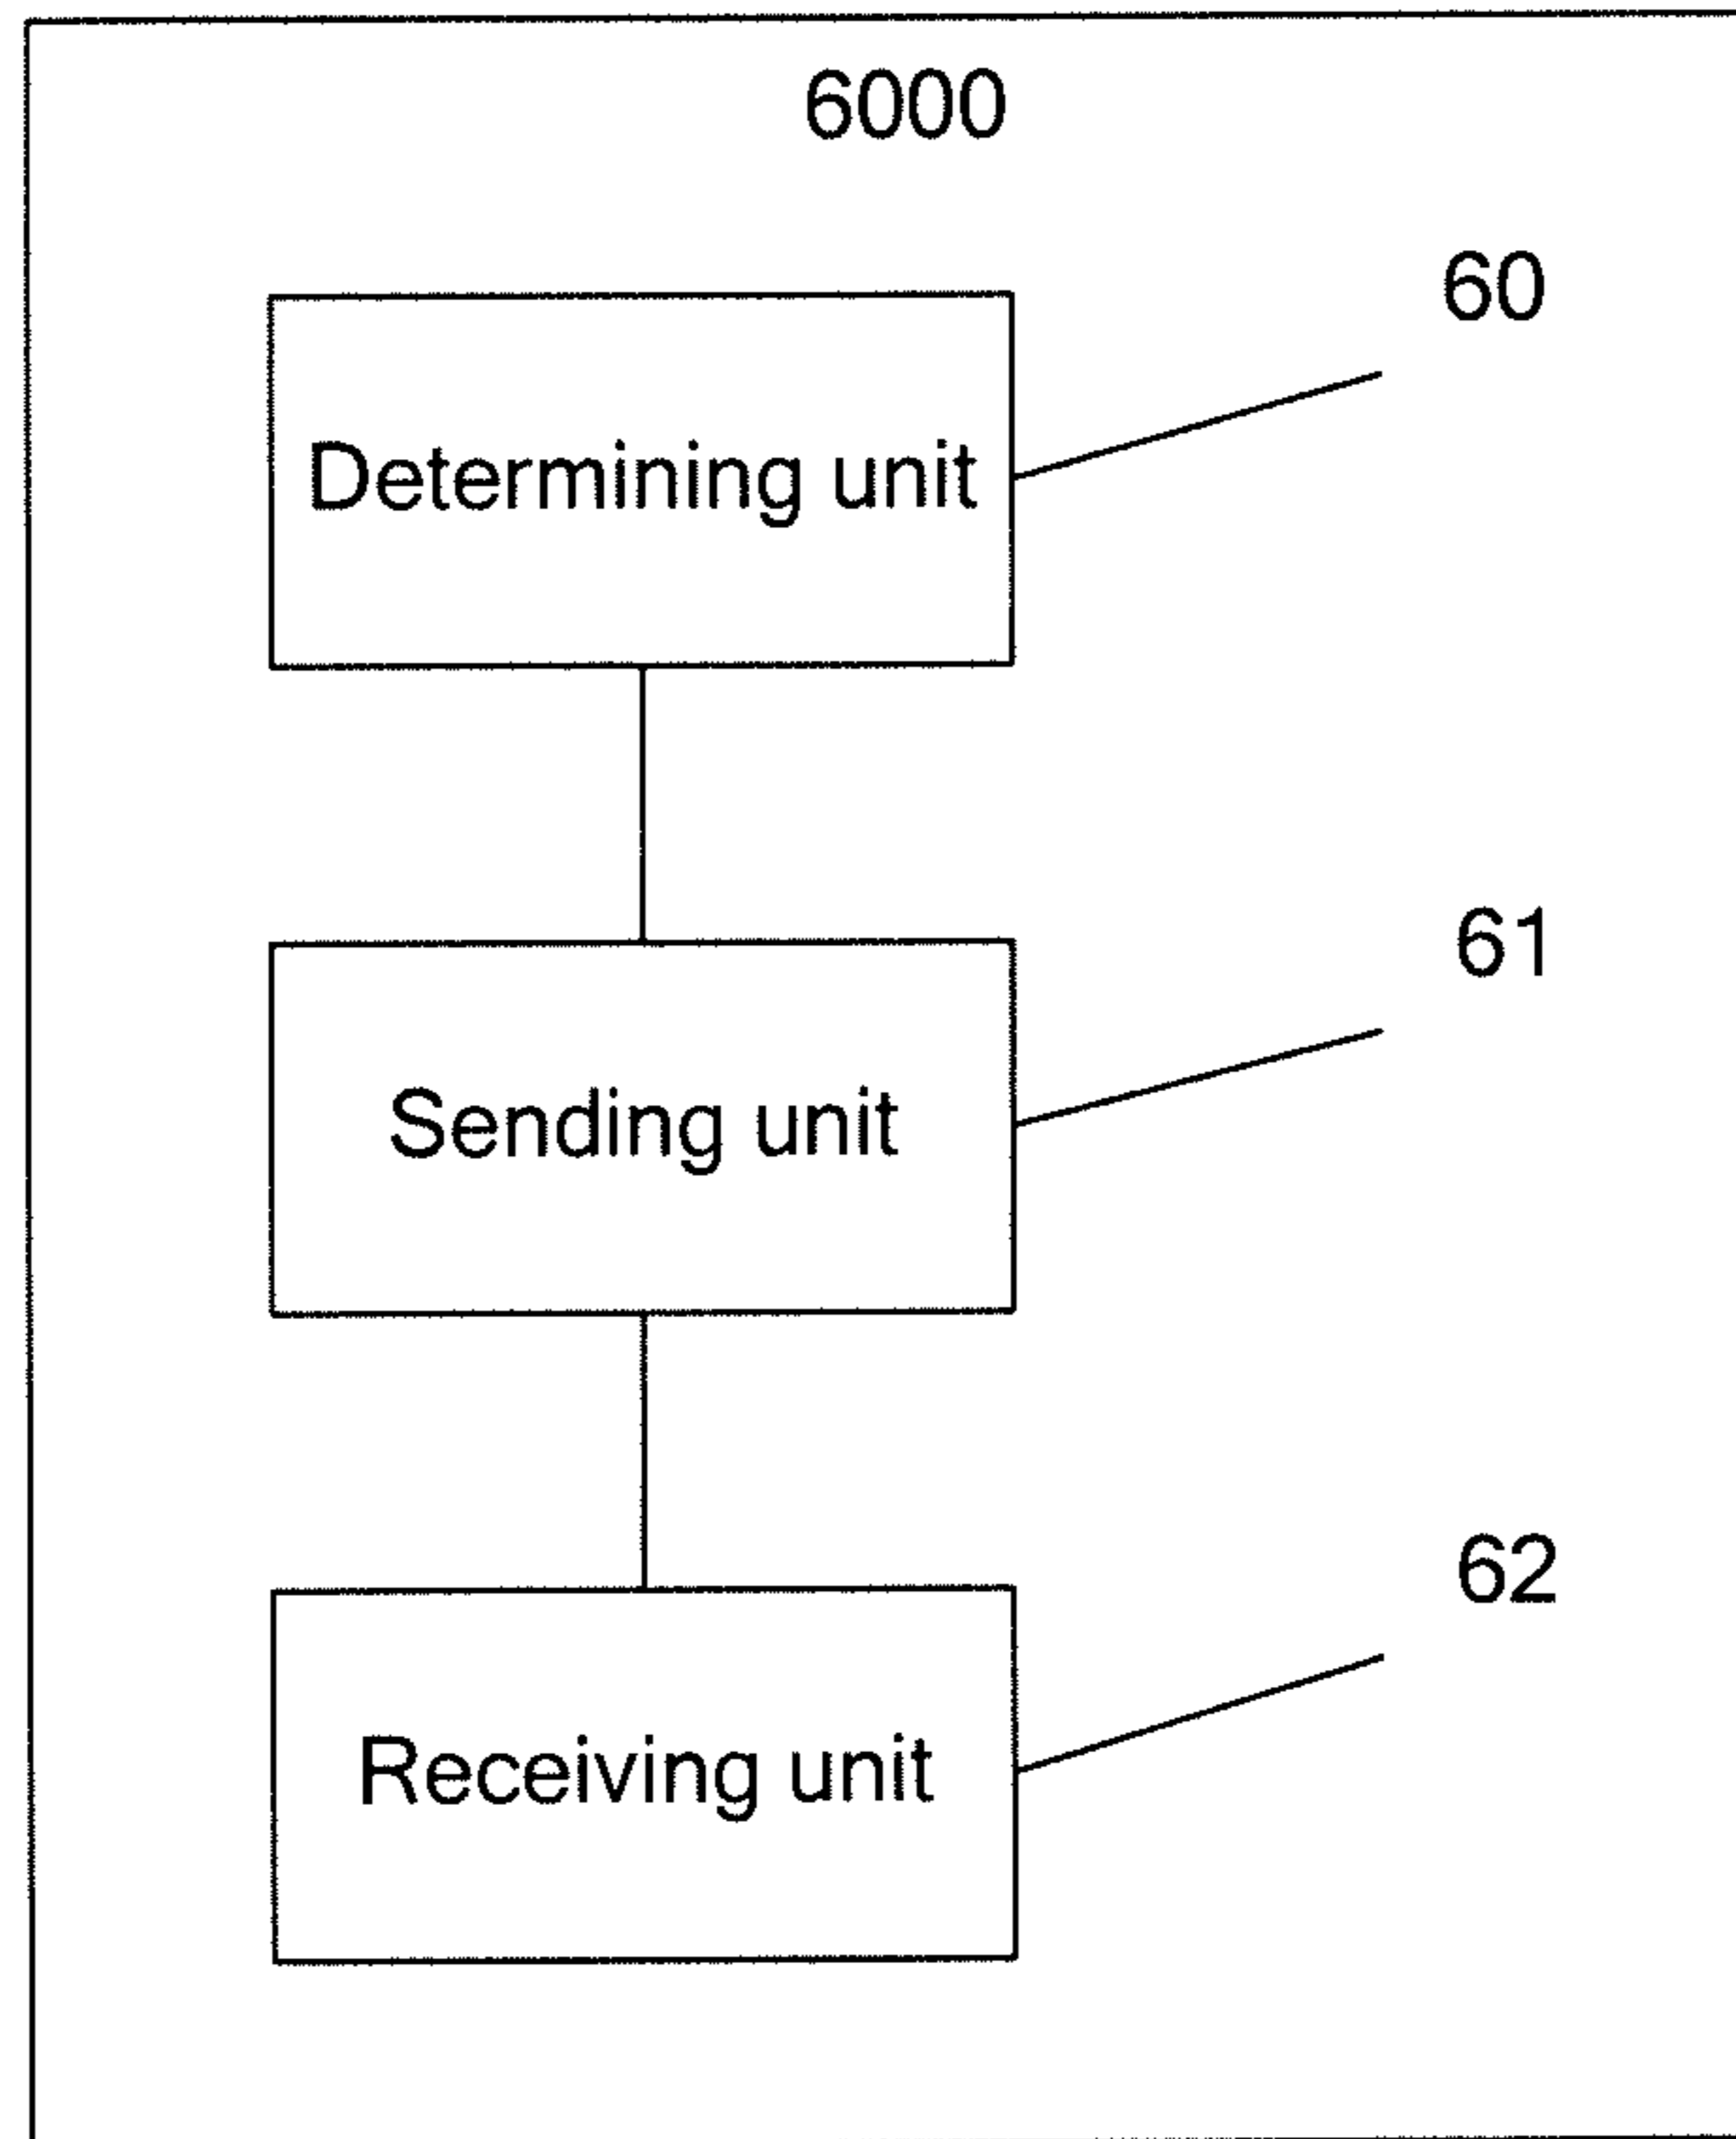 6000
60
Determining unit
61
Sending unit
62
Receiving unit